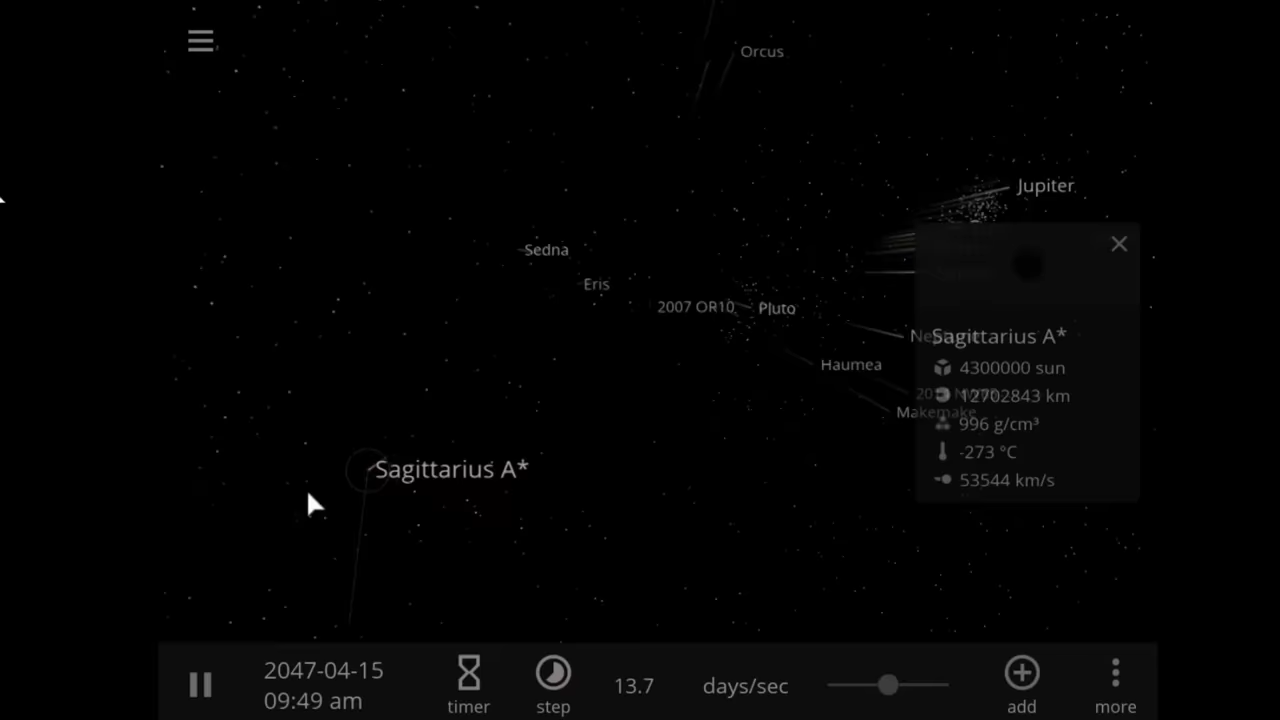 Orcus
Jupiter
Sedna
Eris
2007 OR10
Pluto
Haumea
Makemake
Sagittarius A*
4300000 sun
12702843 km
996 g/cm³
-273 °C
53544 km/s
Sagittarius A*
2047-04-15
09:49 am
timer
step
13.7
days/sec
add
more